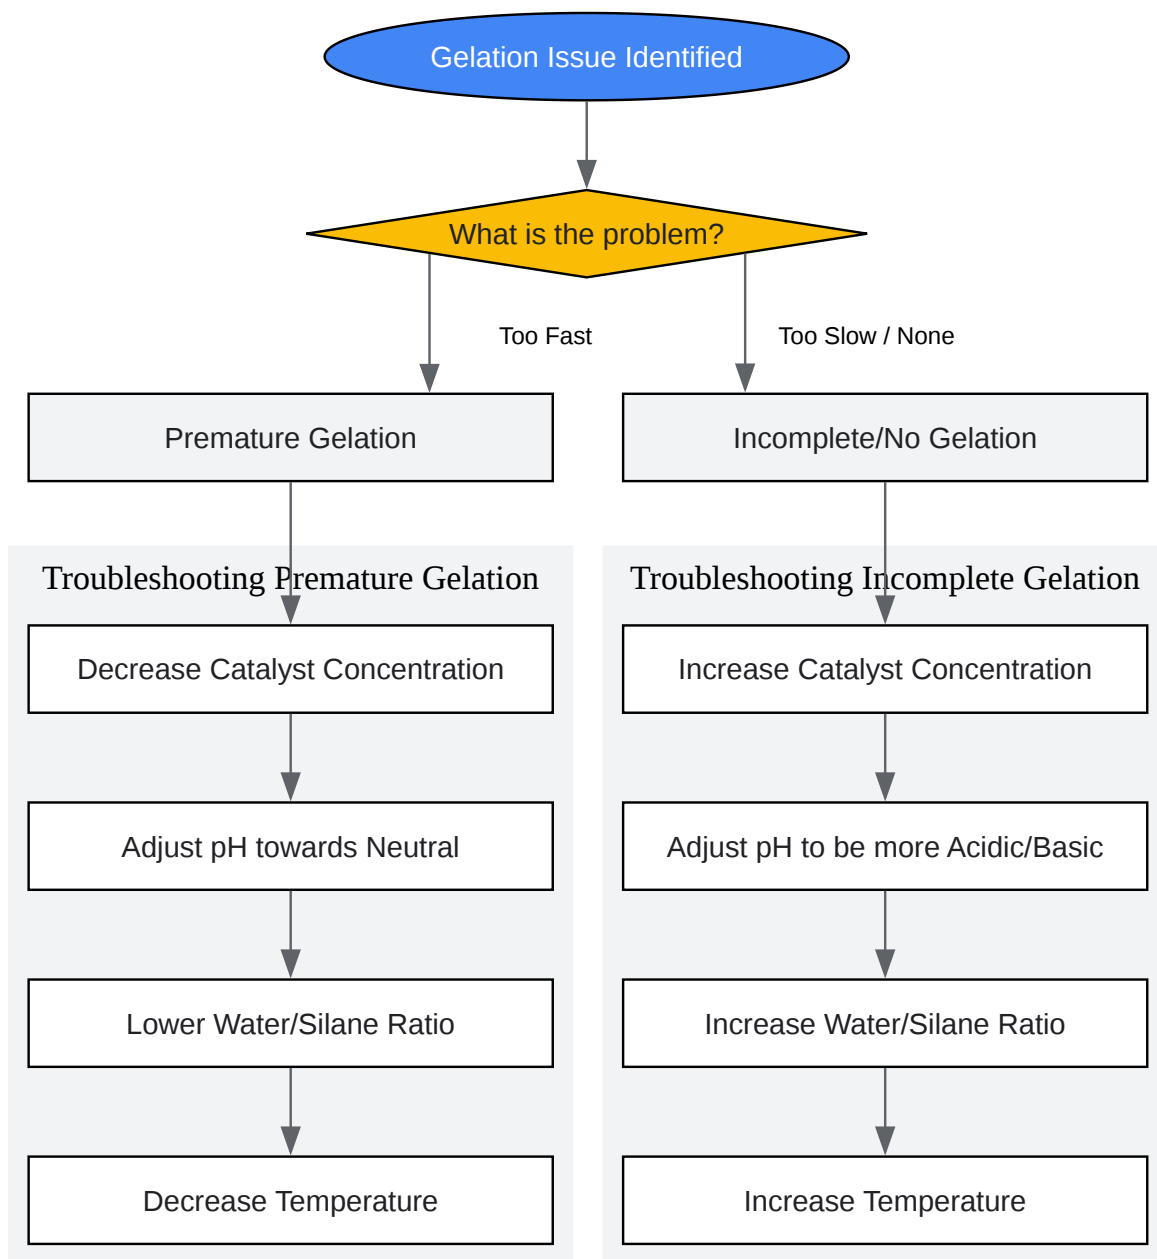 Gelation Issue Identified
What is the problem?
Too Fast
Too Slow / None
Premature Gelation
Incomplete/No Gelation
Troubleshooting Premature Gelation
Decrease Catalyst Concentration
Adjust pH towards Neutral
Lower Water/Silane Ratio
Decrease Temperature
Troubleshooting Incomplete Gelation
Increase Catalyst Concentration
Adjust pH to be more Acidic/Basic
Increase Water/Silane Ratio
Increase Temperature